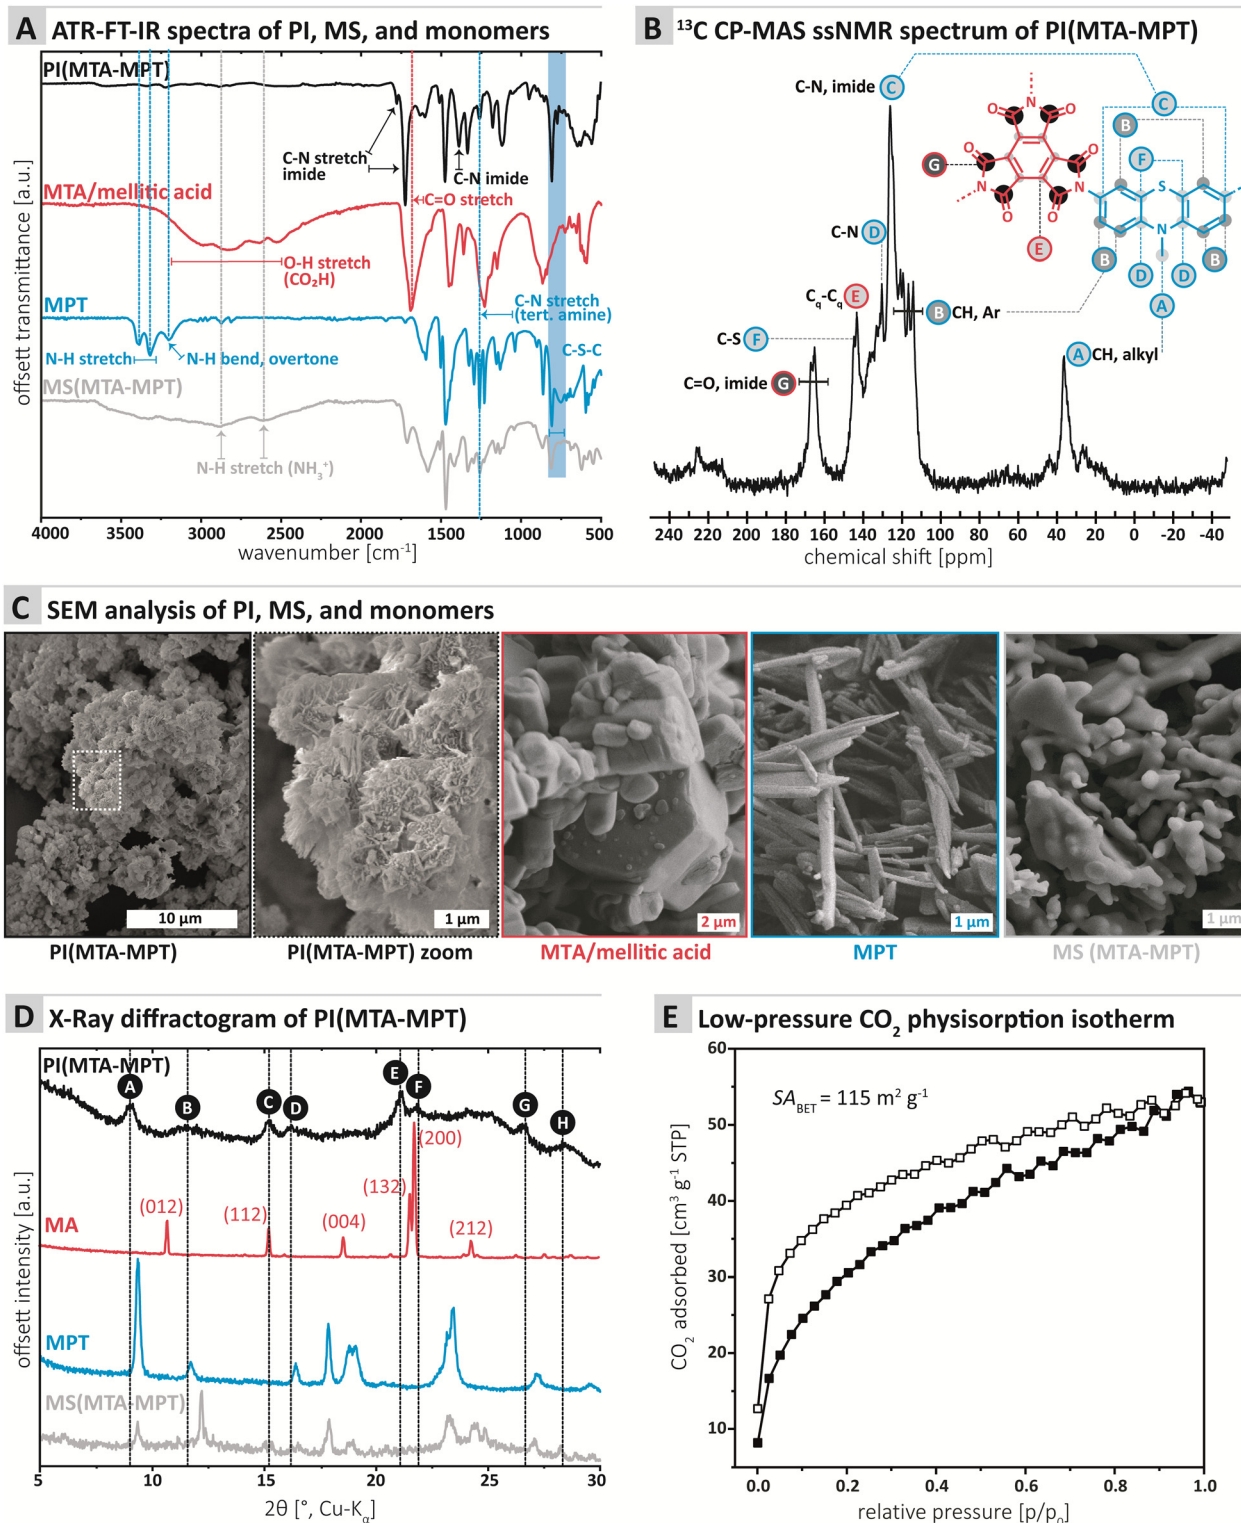 A ATR-FT-IR spectra of PI, MS, and monomers
PI(MTA-MPT)
C-N stretch
imide
C-N imide
MTA/mellitic acid
C=O stretch
O-H stretch
(CO₂H)
MPT
C-N stretch
(tert. amine)
N-H stretch
N-H bend, overtone
C-S-C
MS(MTA-MPT)
N-H stretch (NH₃⁺)
offsett transmittance [a.u.]
4000 3500 3000 2500 2000 1500 1000 500
wavenumber [cm⁻¹]
B ¹³C CP-MAS ssNMR spectrum of PI(MTA-MPT)
C-N, imide C
C-N D
C_q-C_q E
C-S F
C=O, imide G
B CH, Ar
A CH, alkyl
O N O
O O
G N N
O O
E
C
B
F
S
N
B B
D D
A
240 220 200 180 160 140 120 100 80 60 40 20 0 -20 -40
chemical shift [ppm]
C SEM analysis of PI, MS, and monomers
10 µm
1 µm
2 µm
1 µm
1 µm
PI(MTA-MPT)
PI(MTA-MPT) zoom
MTA/mellitic acid
MPT
MS (MTA-MPT)
D X-Ray diffractogram of PI(MTA-MPT)
PI(MTA-MPT)
A B C D E F G H
(200)
(132)
(012)
(112)
(004)
(212)
MA
MPT
MS(MTA-MPT)
offsett intensity [a.u.]
5 10 15 20 25 30
2θ [°, Cu-Kα]
E Low-pressure CO₂ physisorption isotherm
SA_BET = 115 m² g⁻¹
CO₂ adsorbed [cm³ g⁻¹ STP]
60
50
40
30
20
10
0.0 0.2 0.4 0.6 0.8 1.0
relative pressure [p/p₀]